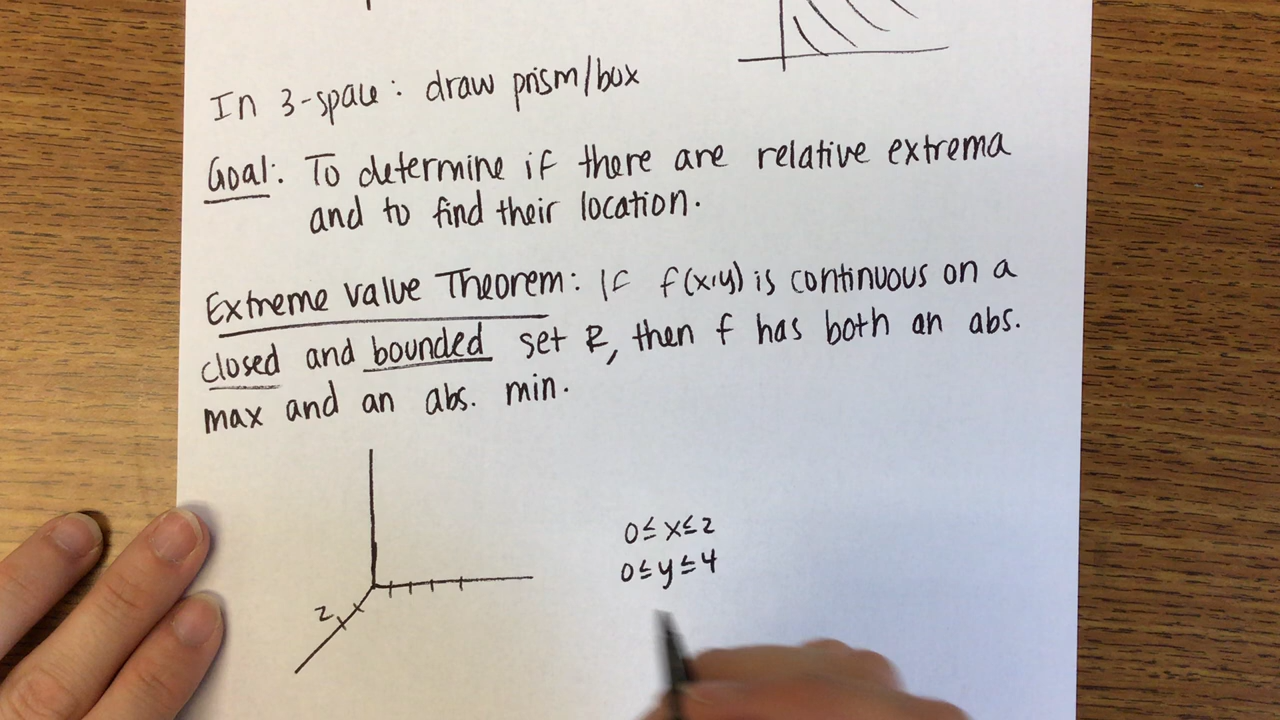 In 3-space: draw prism/box
Goal: To determine if there are relative extrema
and to find their location.
Extreme Value Theorem: If f(x,y) is continuous on a
closed and bounded set R, then f has both an abs.
max and an abs. min.
0≤x≤2
0≤y≤4
2